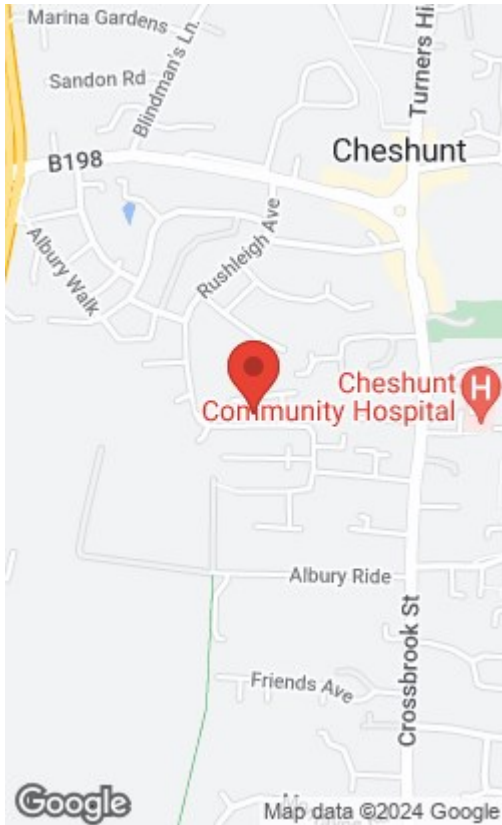 Marina Gardens
Blindman's Ln.
Turners Hi
Sandon Rd
Cheshunt
B198
Rushleigh Ave
Albury Walk
Cheshunt
Community Hospital
H
Albury Ride
Crossbrook St
Friends Ave
Google
Map data ©2024 Google